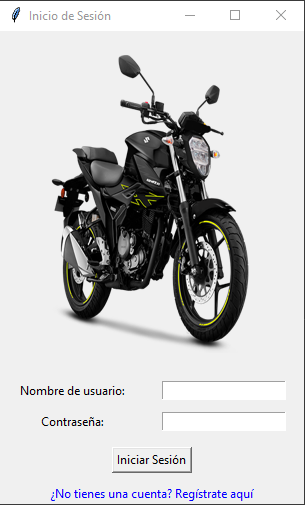 Inicio de Sesión
Nombre de usuario:
Contraseña:
Iniciar Sesión
¿No tienes una cuenta? Regístrate aquí